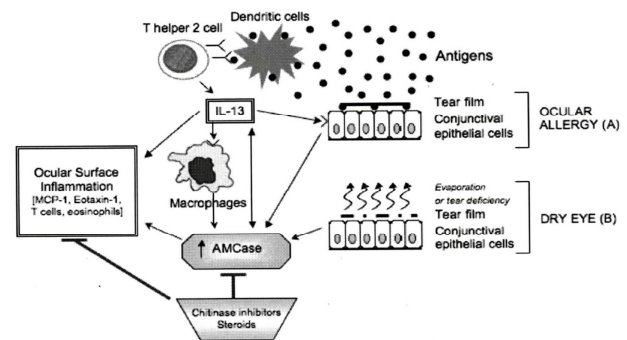 Dendritic cells
T helper 2 cell
Antigens
IL-13
Tear film
Conjunctival
epithelial cells
OCULAR
ALLERGY (A)
Ocular Surface
Inflammation
[MCP-1, Eotaxin-1,
T cells, eosinophils]
Macrophages
Evaporation
or tear deficiency
Tear film
Conjunctival
epithelial cells
DRY EYE (B)
AMCase
Chitinase inhibitors
Steroids